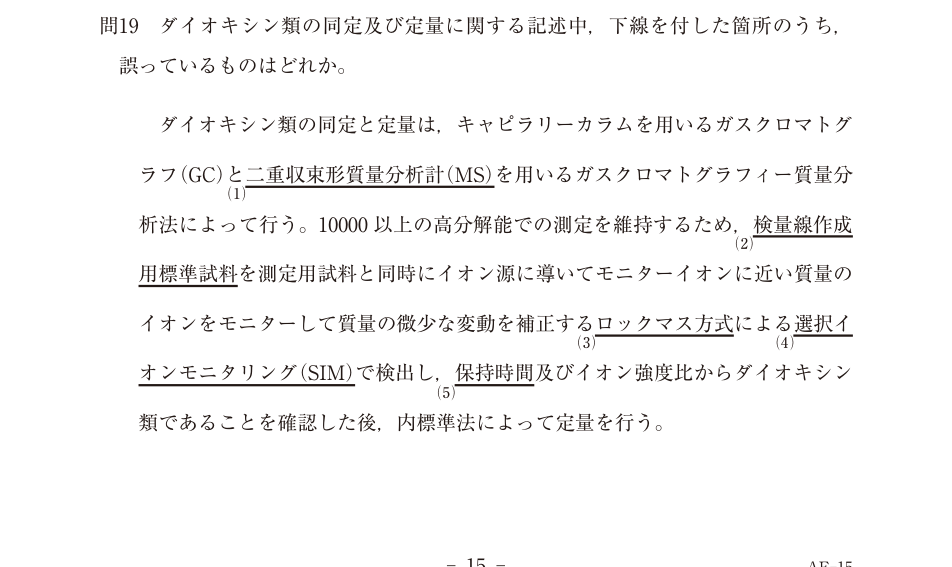 問19　ダイオキシン類の同定及び定量に関する記述中，下線を付した箇所のうち，
誤っているものはどれか。
ダイオキシン類の同定と定量は，キャピラリーカラムを用いるガスクロマトグ
ラフ(GC)と二重収束形質量分析計(MS)を用いるガスクロマトグラフィー質量分
(1)
析法によって行う。10000 以上の高分解能での測定を維持するため，検量線作成
(2)
用標準試料を測定用試料と同時にイオン源に導いてモニターイオンに近い質量の
イオンをモニターして質量の微少な変動を補正するロックマス方式による選択イ
(3) (4)
オンモニタリング(SIM)で検出し，保持時間及びイオン強度比からダイオキシン
(5)
類であることを確認した後，内標準法によって定量を行う。
－ 15 －